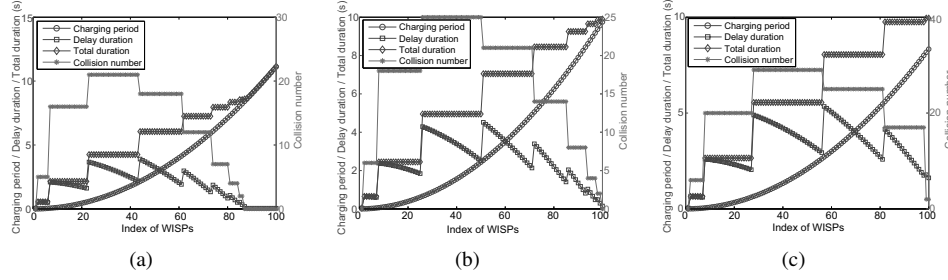 Charging period / Delay duration / Total duration (s)
15
10
5
0
Charging period
Delay duration
Total duration
Collision number
30
20
10
0
Collision number
0 20 40 60 80 100
Index of WISPs
(a)
Charging period / Delay duration / Total duration (s)
10
8
6
4
2
0
Charging period
Delay duration
Total duration
Collision number
25
20
15
10
5
0
Collision number
0 20 40 60 80 100
Index of WISPs
(b)
Charging period / Delay duration / Total duration (s)
10
5
0
Charging period
Delay duration
Total duration
Collision number
40
20
0
Collision number
0 20 40 60 80 100
Index of WISPs
(c)